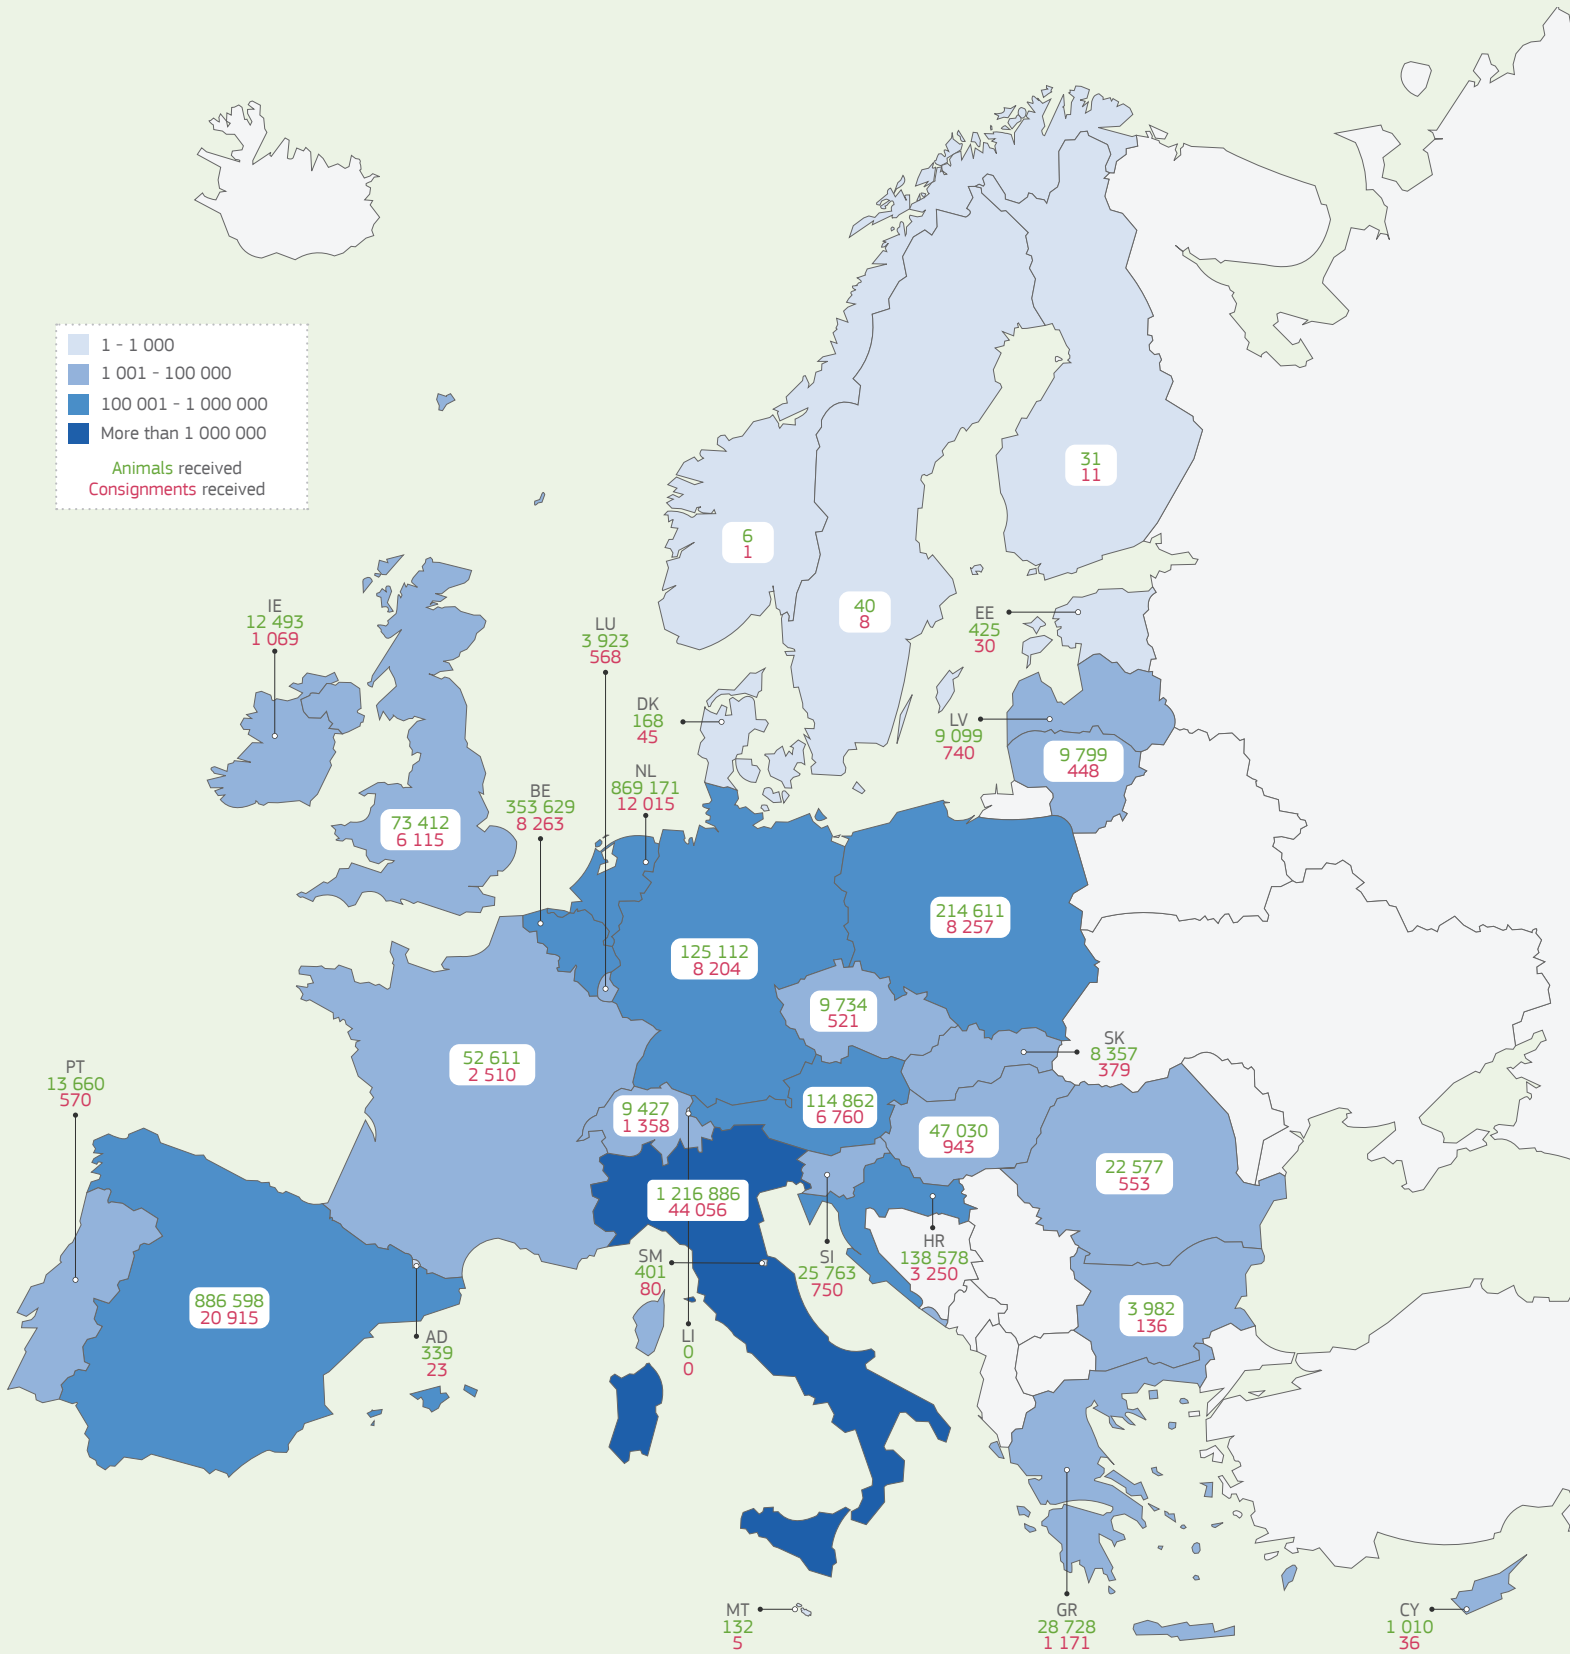 1 - 1 000
1 001 - 100 000
100 001 - 1 000 000
More than 1 000 000
Animals received
Consignments received
31
11
6
1
40
8
IE
12 493
1 069
LU
3 923
568
EE
425
30
DK
168
45
LV
9 099
740
9 799
448
NL
869 171
12 015
BE
353 629
8 263
73 412
6 115
214 611
8 257
125 112
8 204
9 734
521
SK
8 357
379
52 611
2 510
PT
13 660
570
9 427
1 358
114 862
6 760
47 030
943
22 577
553
1 216 886
44 056
HR
138 578
3 250
SM
401
80
SI
25 763
750
886 598
20 915
3 982
136
AD
339
23
LI
0
0
MT
132
5
GR
28 728
1 171
CY
1 010
36